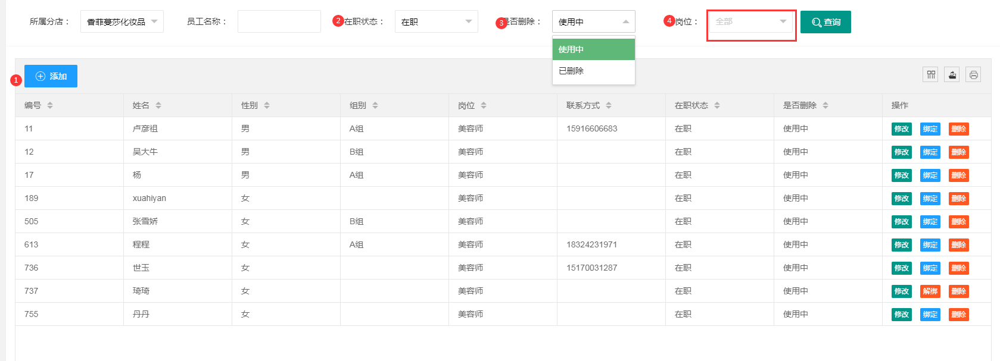 所属分店： 香菲蔓莎化妆品 员工名称： 2 在职状态： 在职 3 是否删除： 使用中 4 岗位： 全部 查询
使用中
已删除
1 添加
编号 姓名 性别 组别 岗位 联系方式 在职状态 是否删除 操作
11 卢彦祖 男 A组 美容师 15916606683 在职 使用中 修改 绑定 删除
12 吴大牛 男 B组 美容师 在职 使用中 修改 绑定 删除
17 杨 男 A组 美容师 在职 使用中 修改 绑定 删除
189 xuahiyan 女 美容师 在职 使用中 修改 绑定 删除
505 张雪娇 女 B组 美容师 在职 使用中 修改 绑定 删除
613 程程 女 A组 美容师 18324231971 在职 使用中 修改 绑定 删除
736 世玉 女 美容师 15170031287 在职 使用中 修改 绑定 删除
737 琦琦 女 美容师 在职 使用中 修改 解绑 删除
755 丹丹 女 美容师 在职 使用中 修改 绑定 删除